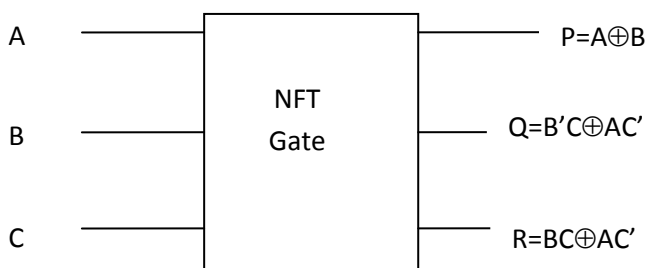 A
P=A⊕B
NFT
Gate
B
Q=B’C⊕AC’
C
R=BC⊕AC’